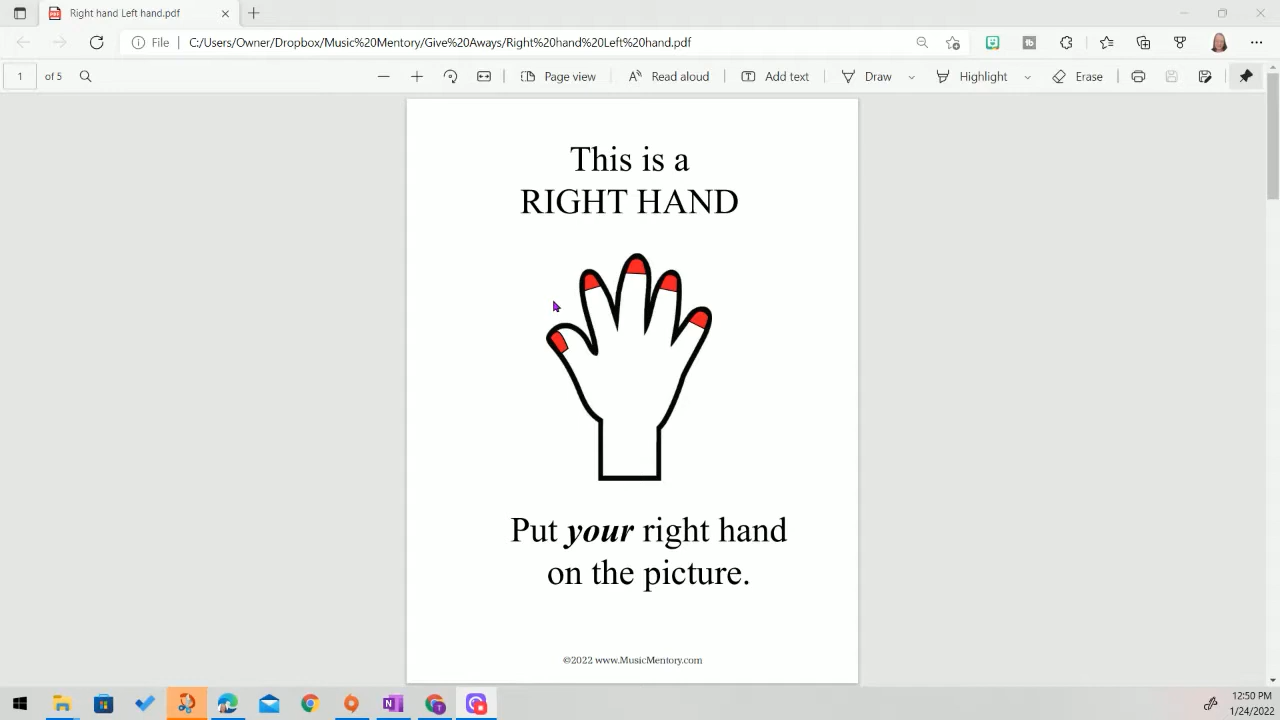 Right hand Left hand.pdf
File
C:/Users/Owner/Dropbox/Music%20Mentory/Give%20Aways/Right%20hand%20Left%20hand.pdf
1 of 5
Page view
Read aloud
Add text
Draw
Highlight
Erase
This is a
RIGHT HAND
Put your right hand
on the picture.
©2022 www.MusicMentory.com
12:50 PM
1/24/2022